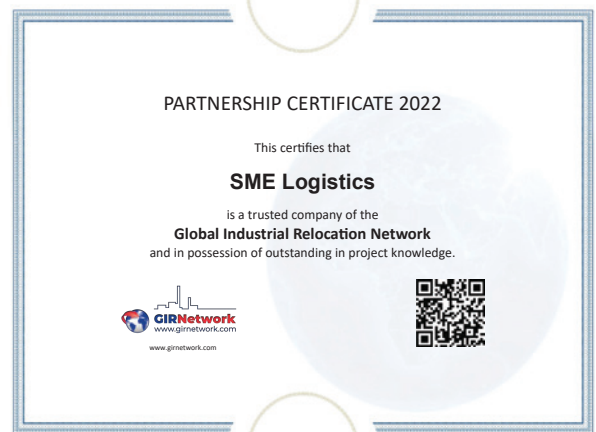 PARTNERSHIP CERTIFICATE 2022
This certifies that
SME Logistics
is a trusted company of the
Global Industrial Relocation Network
and in possession of outstanding in project knowledge.
GIRNetwork
www.girnetwork.com
www.girnetwork.com